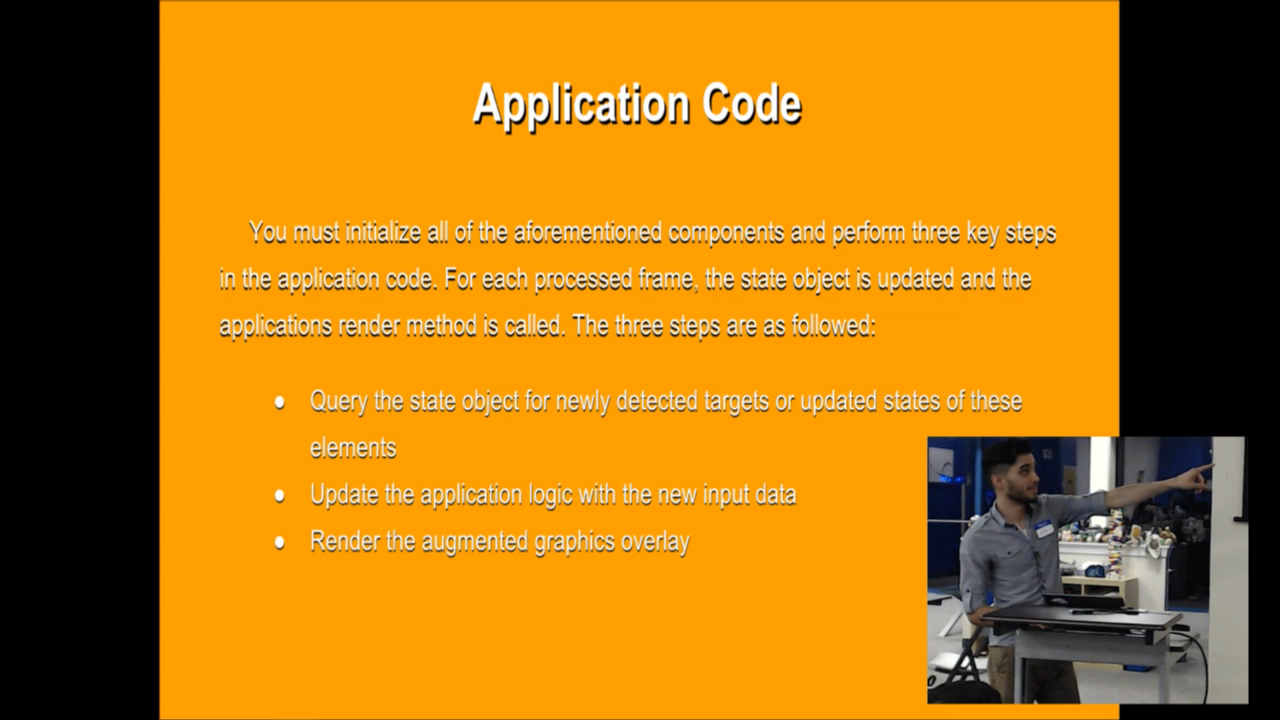 Application Code
You must initialize all of the aforementioned components and perform three key steps
in the application code. For each processed frame, the state object is updated and the
applications render method is called. The three steps are as followed:
● Query the state object for newly detected targets or updated states of these
elements
● Update the application logic with the new input data
● Render the augmented graphics overlay